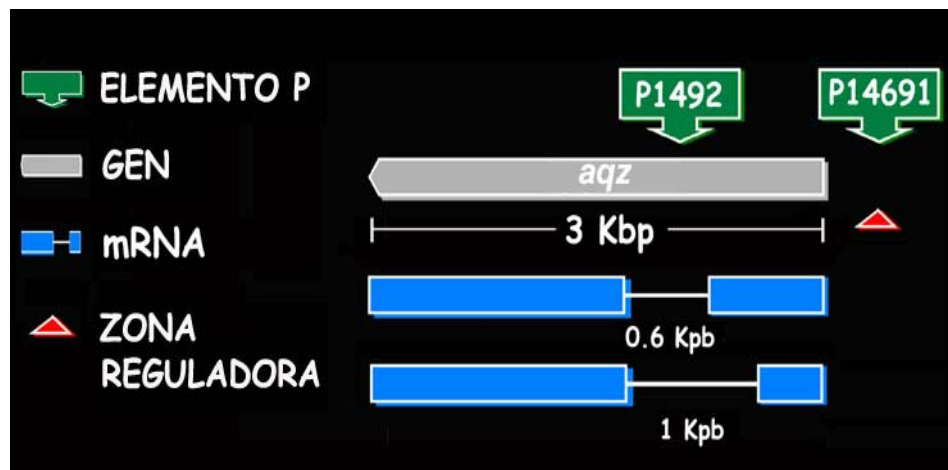 ELEMENTO P
P1492
P14691
GEN
aqz
3 Kbp
mRNA
0.6 Kpb
ZONA
REGULADORA
1 Kpb